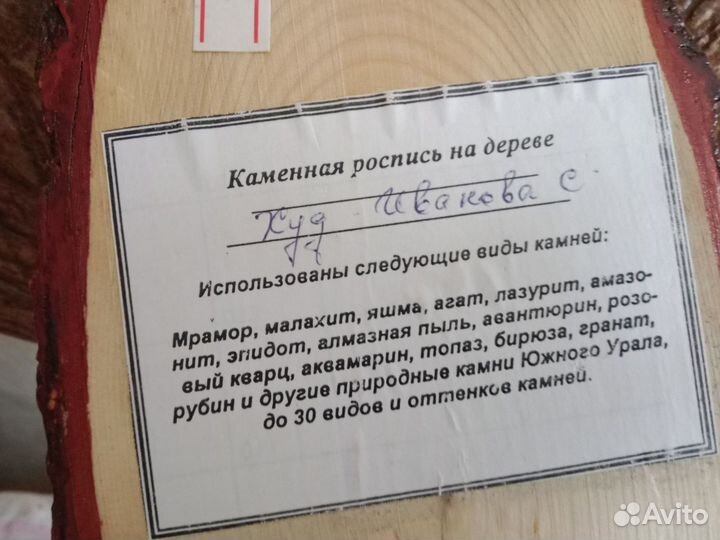 Каменная роспись на дереве
Худ. Иванова С.
Использованы следующие виды камней:
Мрамор, малахит, яшма, агат, лазурит, амазо-
нит, эпидот, алмазная пыль, авантюрин, розо-
вый кварц, аквамарин, топаз, бирюза, гранат,
рубин и другие природные камни Южного Урала,
до 30 видов и оттенков камней.
Avito